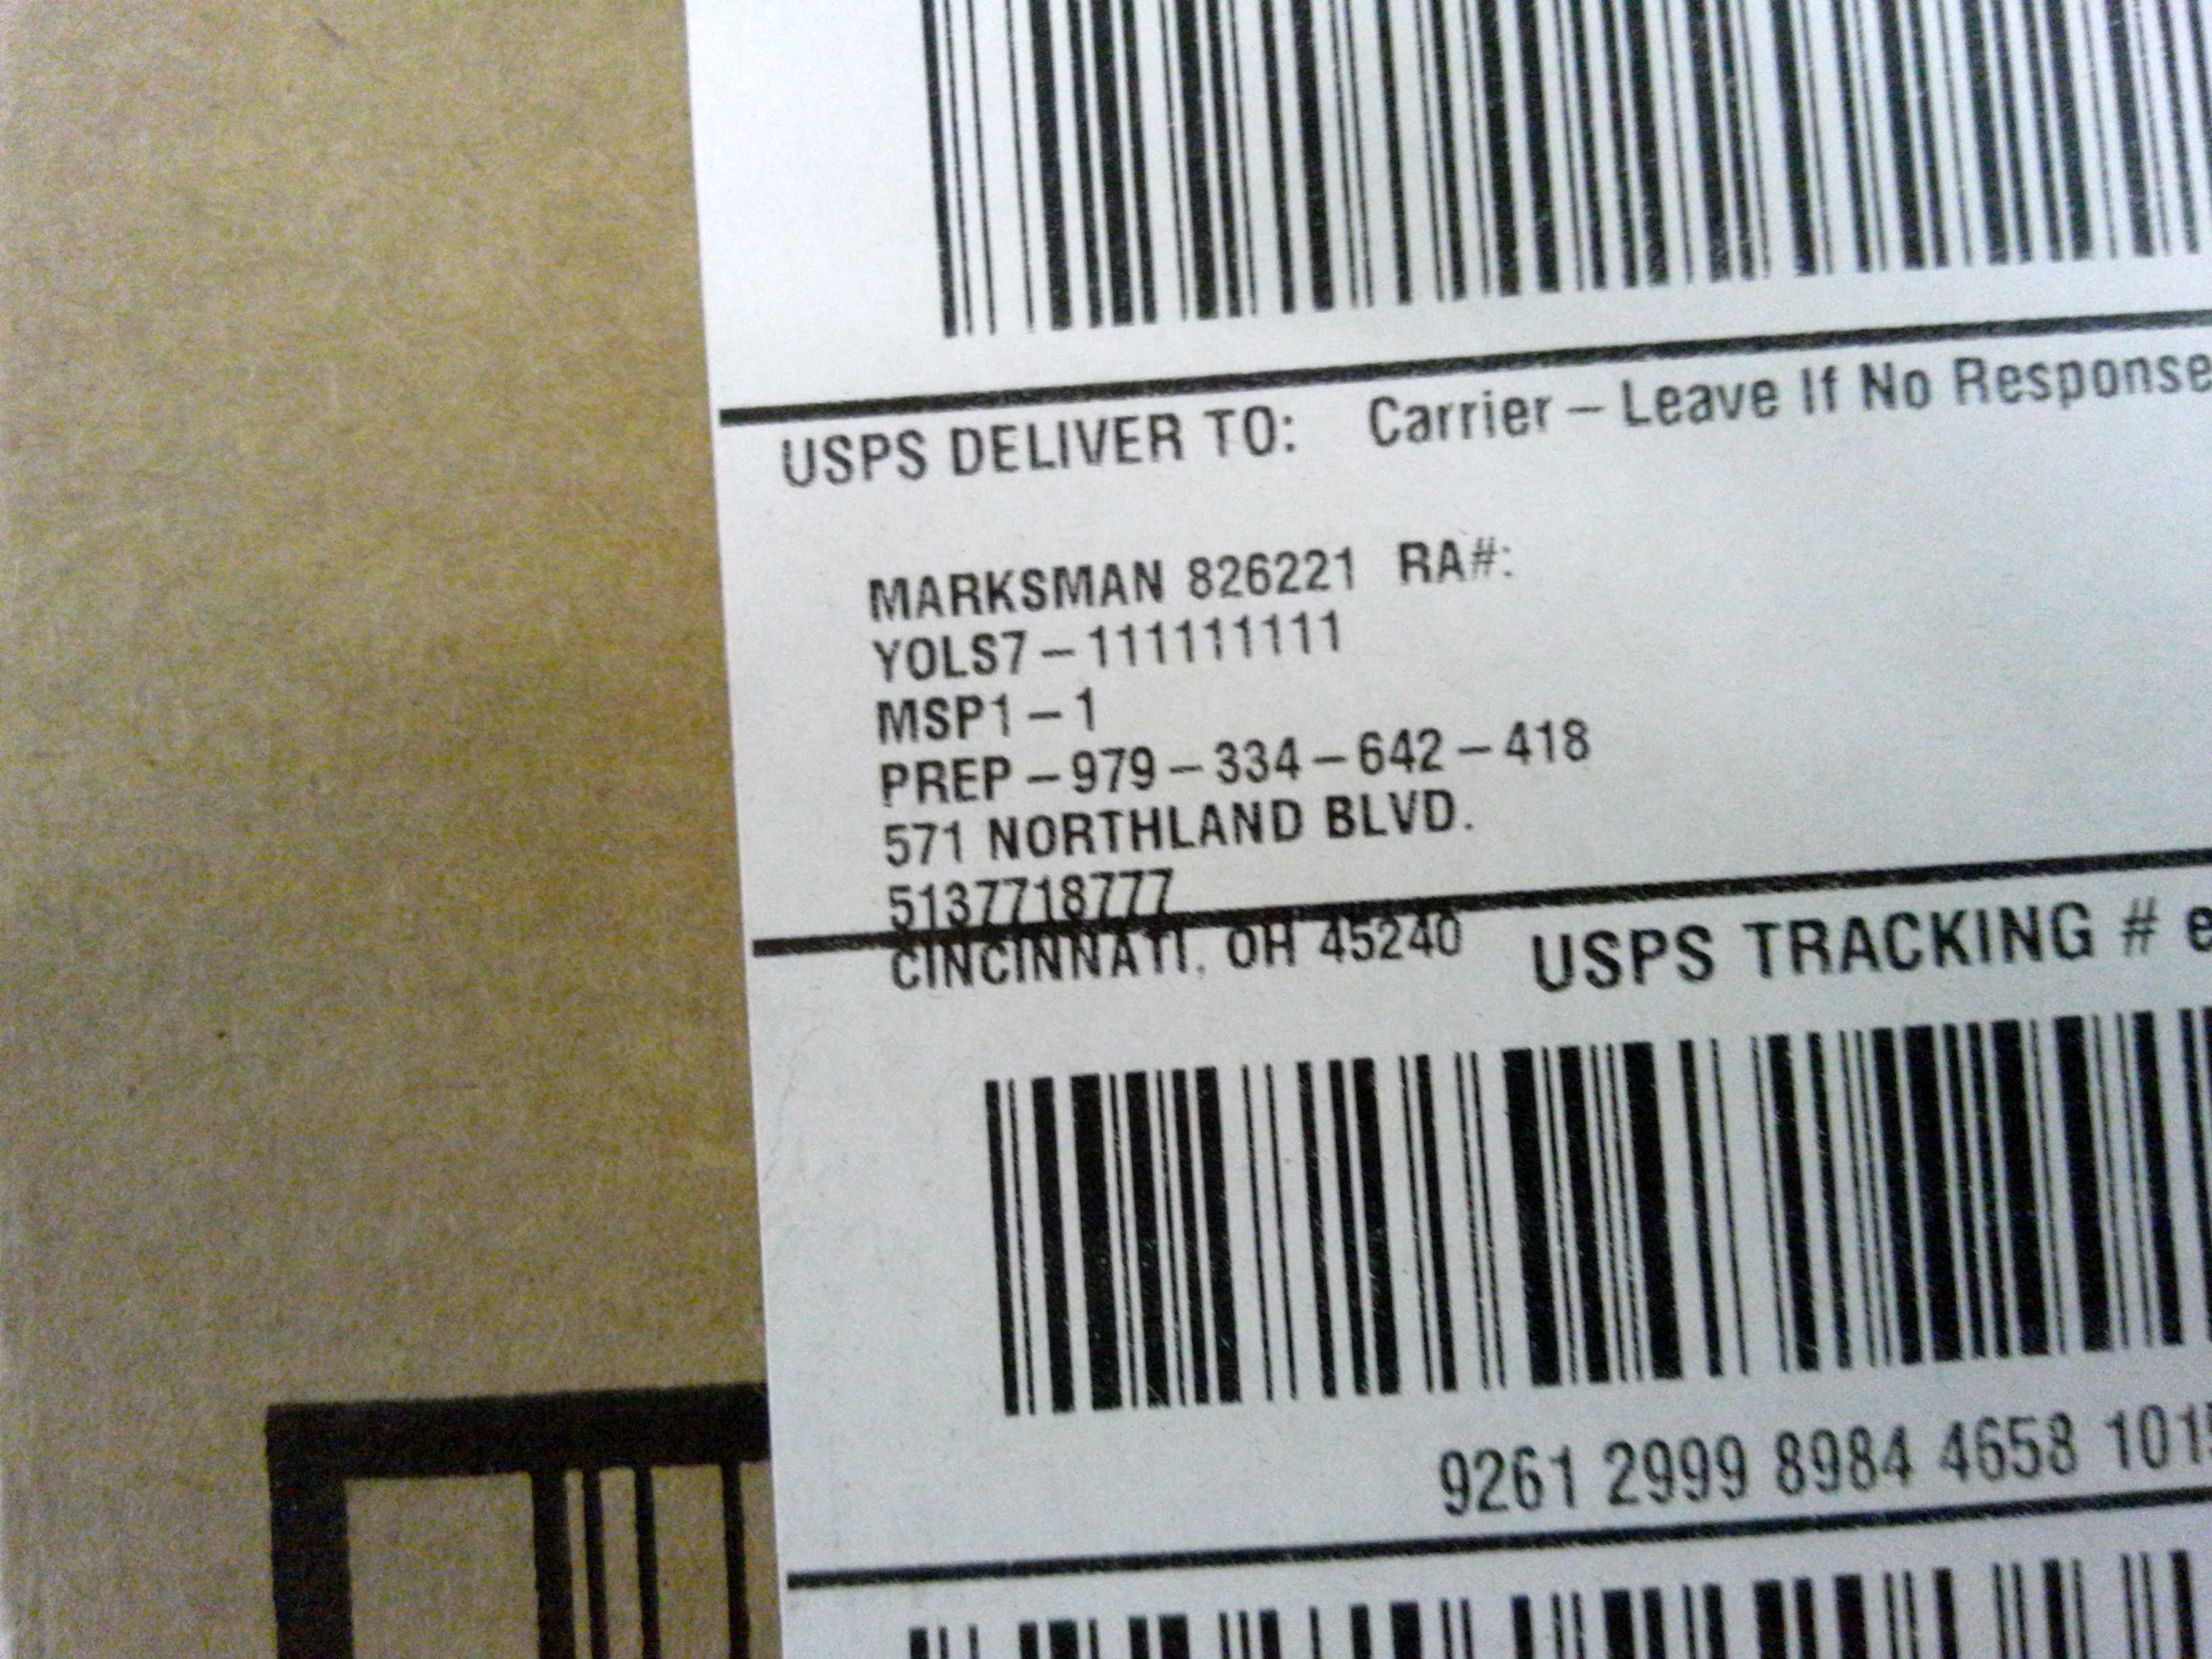 USPS DELIVER TO: Carrier – Leave If No Response
MARKSMAN 826221 RA#:
YOLS7 – 111111111
MSP1 – 1
PREP – 979 – 334 – 642 – 418
571 NORTHLAND BLVD.
5137718777
CINCINNATI, OH 45240
USPS TRACKING # e
9261 2999 8984 4658 101